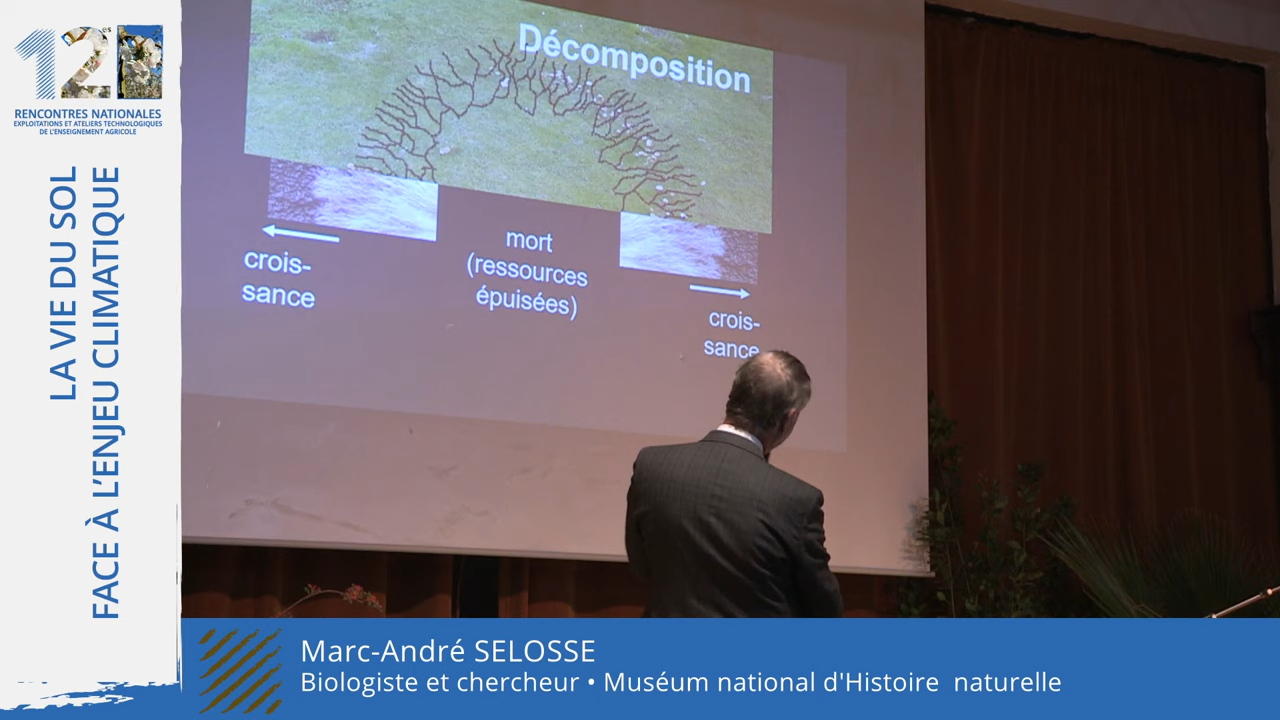 12es
RENCONTRES NATIONALES
EXPLOITATIONS ET ATELIERS TECHNOLOGIQUES
DE L'ENSEIGNEMENT AGRICOLE
LA VIE DU SOL
FACE À L'ENJEU CLIMATIQUE
Décomposition
crois-
sance
mort
(ressources
épuisées)
crois-
sance
Marc-André SELOSSE
Biologiste et chercheur • Muséum national d'Histoire naturelle